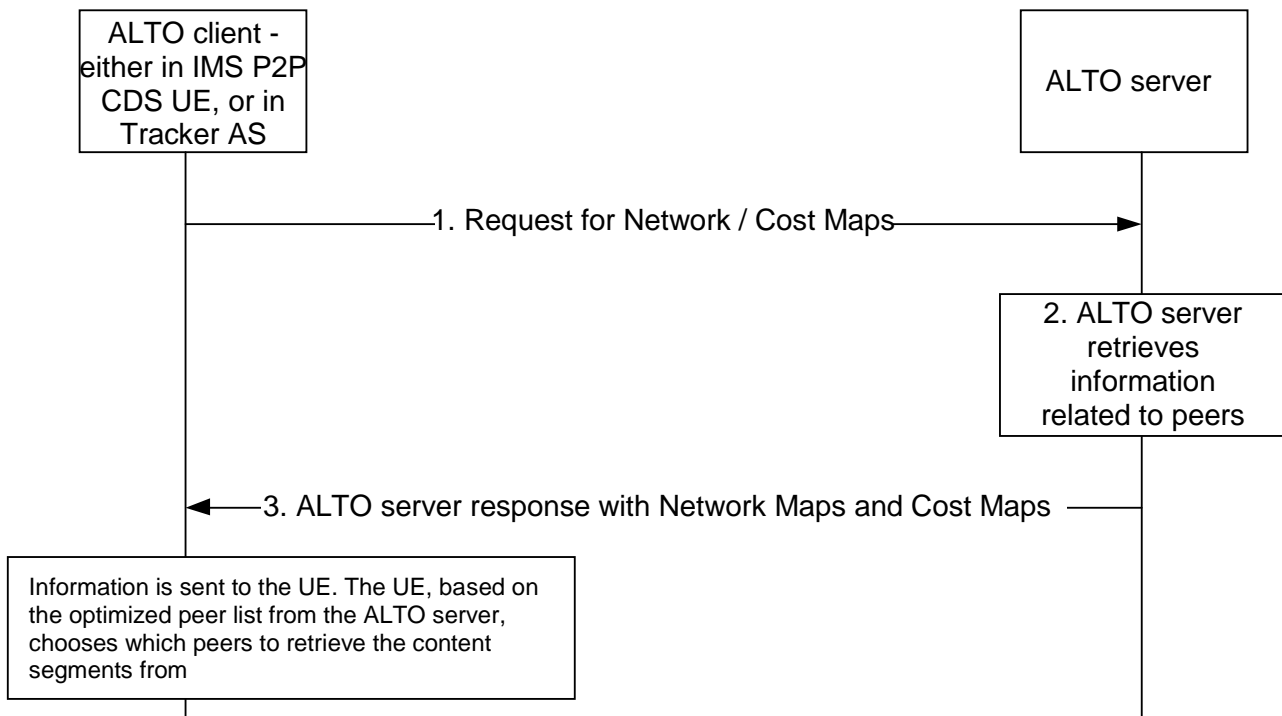 ALTO client -
either in IMS P2P
CDS UE, or in
Tracker AS
ALTO server
1. Request for Network / Cost Maps
2. ALTO server
retrieves
information
related to peers
3. ALTO server response with Network Maps and Cost Maps
Information is sent to the UE. The UE, based on
the optimized peer list from the ALTO server,
chooses which peers to retrieve the content
segments from